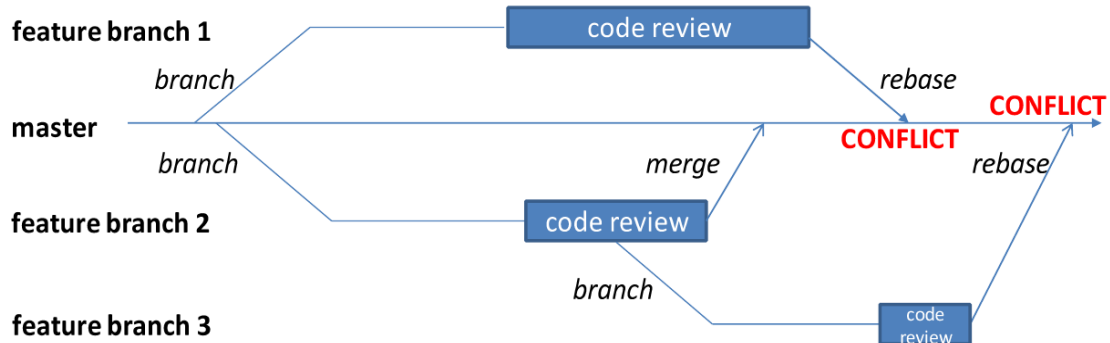 feature branch 1
code review
branch
rebase
CONFLICT
master
CONFLICT
branch
merge
rebase
feature branch 2
code review
branch
feature branch 3
code
review